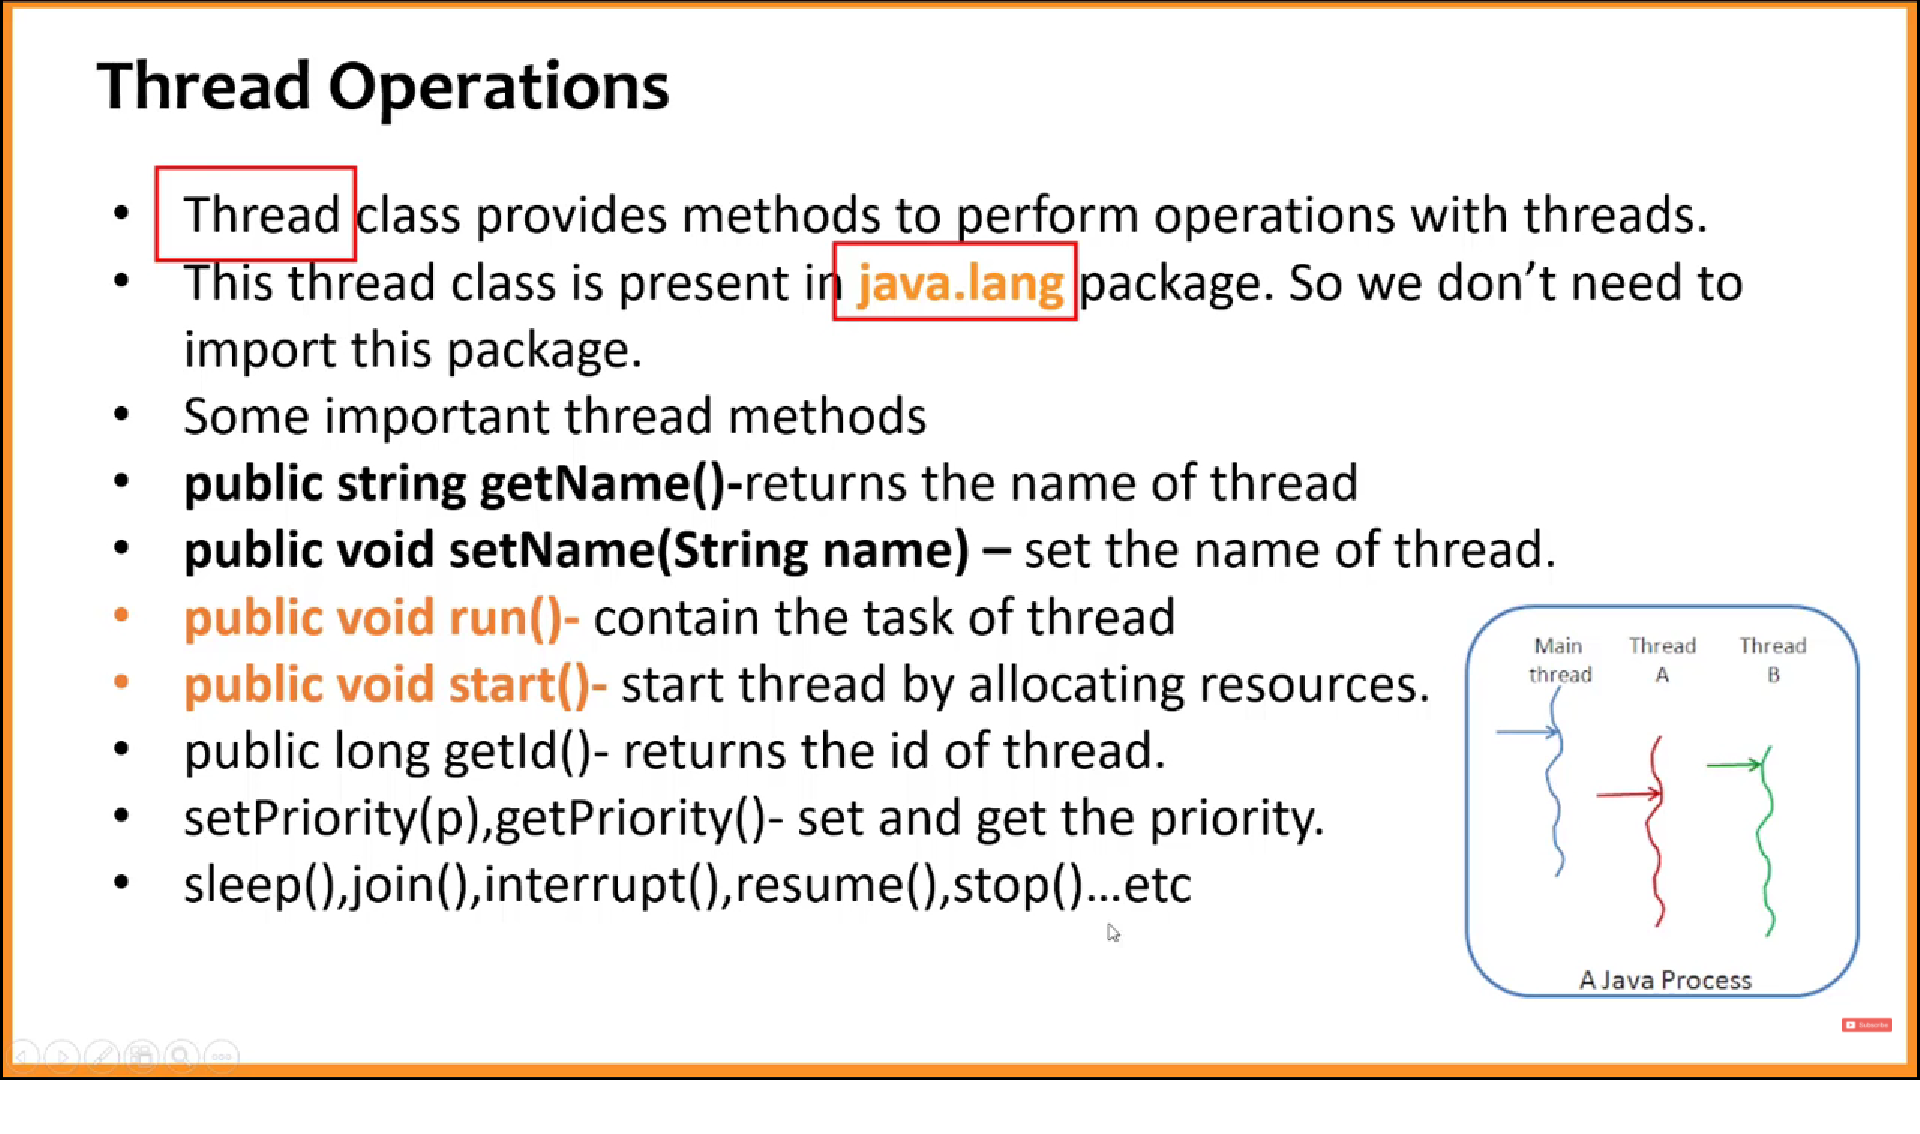 Thread Operations
• Thread class provides methods to perform operations with threads.
• This thread class is present in java.lang package. So we don’t need to
import this package.
• Some important thread methods
• public string getName()-returns the name of thread
• public void setName(String name) – set the name of thread.
• public void run()- contain the task of thread
• public void start()- start thread by allocating resources.
• public long getId()- returns the id of thread.
• setPriority(p),getPriority()- set and get the priority.
• sleep(),join(),interrupt(),resume(),stop()...etc
Main Thread Thread
thread A B
A Java Process
Subscribe